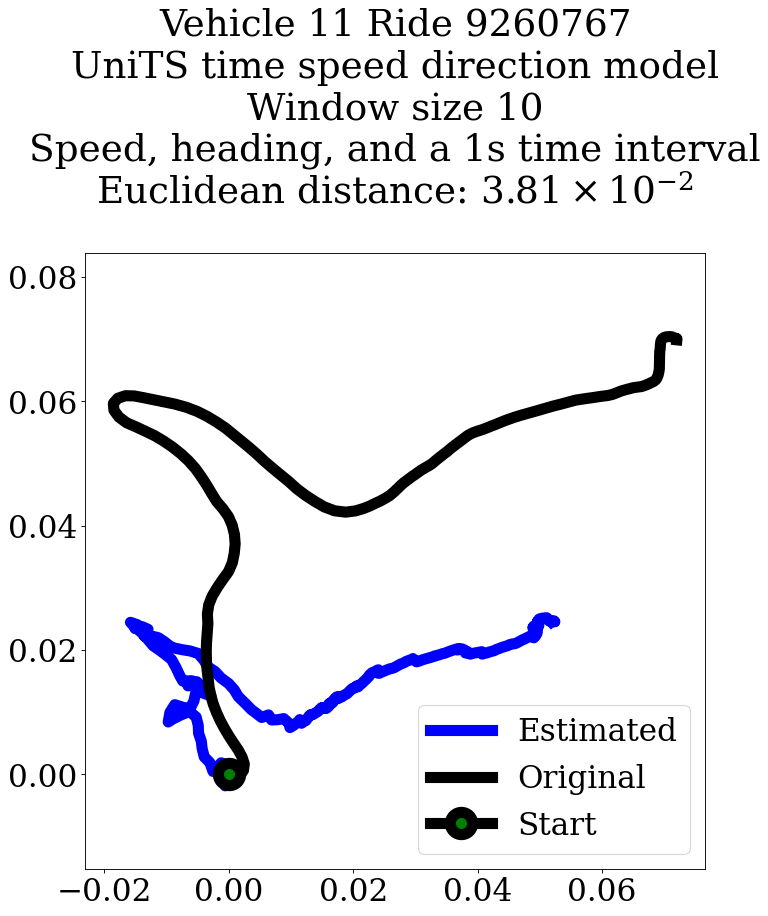 Vehicle 11 Ride 9260767
UniTS time speed direction model
Window size 10
Speed, heading, and a 1s time interval
Euclidean distance: 3.81 × 10⁻²
0.08
0.06
0.04
0.02
0.00
Estimated
Original
Start
−0.02 0.00 0.02 0.04 0.06